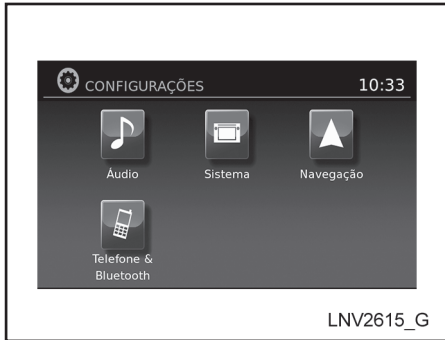 CONFIGURAÇÕES 10:33
Áudio Sistema Navegação
Telefone &
Bluetooth
LNV2615_G